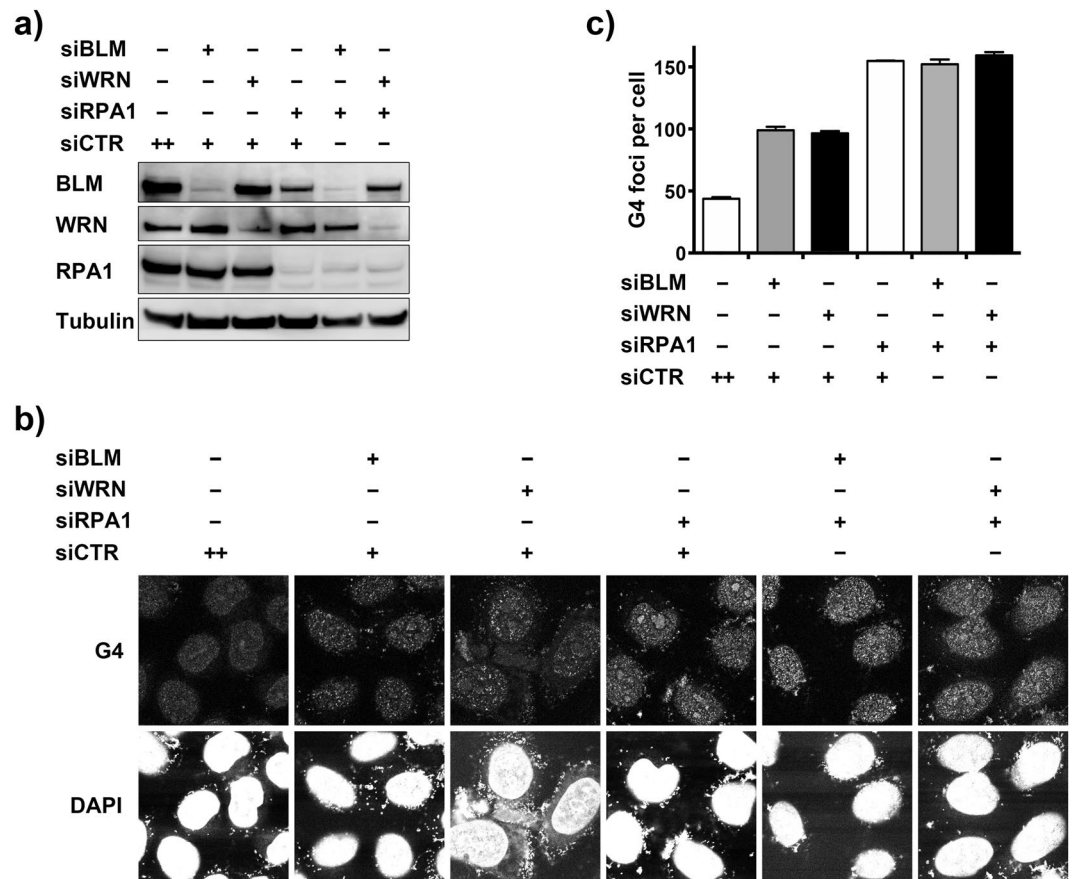 a)
siBLM – + – – + –
siWRN – – + – – +
siRPA1 – – – + + +
siCTR ++ + + + – –
BLM
WRN
RPA1
Tubulin
c)
G4 foci per cell
150
100
50
0
siBLM – + – – + –
siWRN – – + – – +
siRPA1 – – – + + +
siCTR ++ + + + – –
b)
siBLM – + – – + –
siWRN – – + – – +
siRPA1 – – – + + +
siCTR ++ + + + – –
G4
DAPI